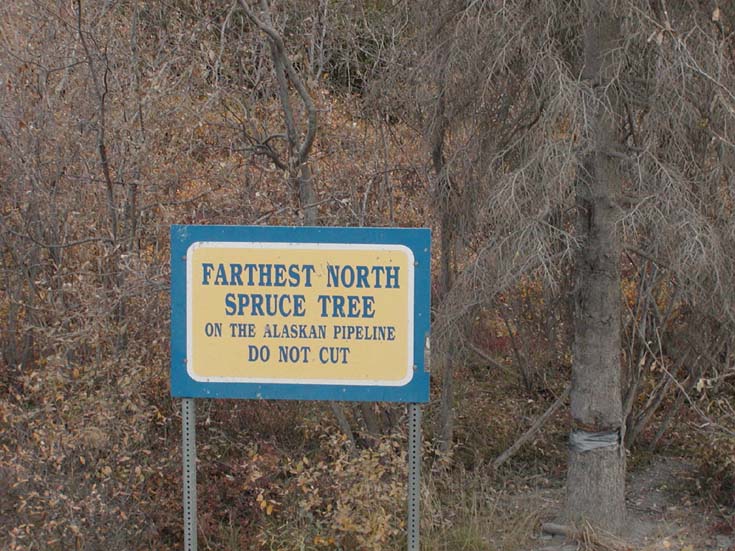 FARTHEST NORTH
SPRUCE TREE
ON THE ALASKAN PIPELINE
DO NOT CUT